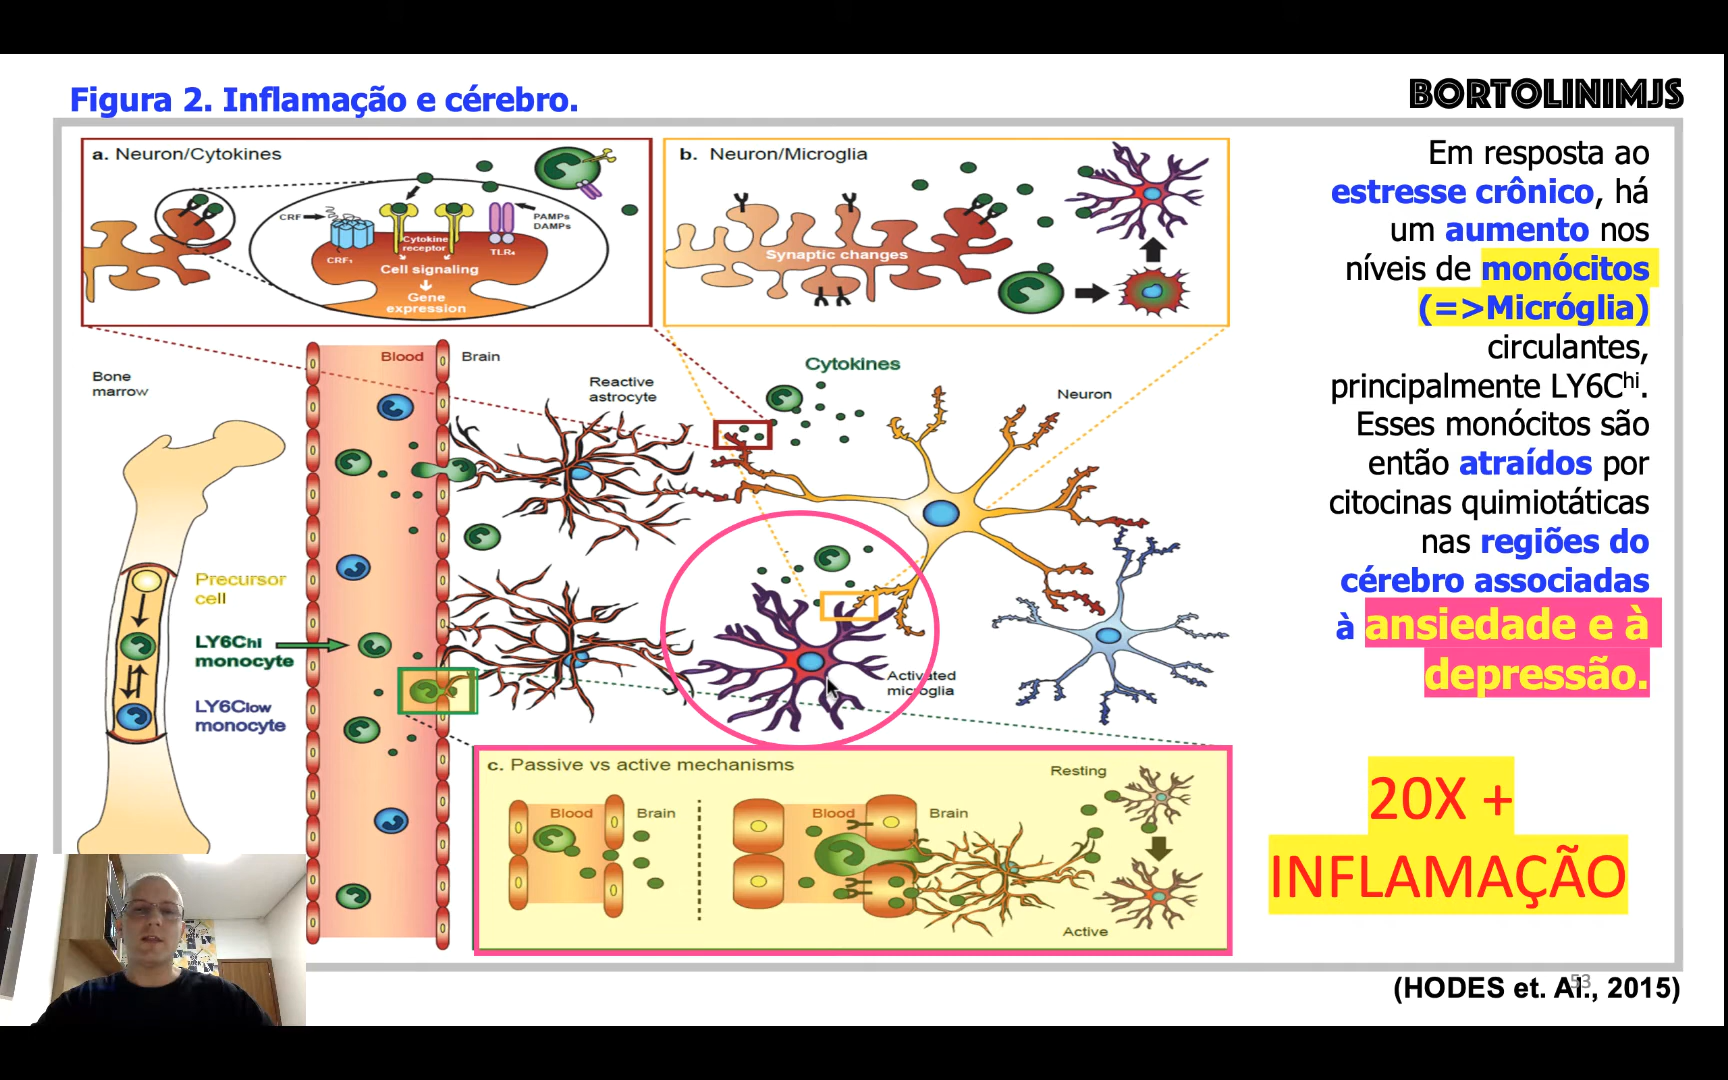 Figura 2. Inflamação e cérebro.
BORTOLINIMJS
a. Neuron/Cytokines
CRF
PAMPs
DAMPs
Cytokine
receptor
TLR₄
CRF₁
Cell signaling
Gene
expression
b. Neuron/Microglia
Synaptic changes
Bone
marrow
Blood
Brain
Reactive
astrocyte
Cytokines
Neuron
Precursor
cell
LY6Chi
monocyte
LY6Clow
monocyte
Activated
microglia
c. Passive vs active mechanisms
Blood
Brain
Blood
Brain
Resting
Active
Em resposta ao
estresse crônico, há
um aumento nos
níveis de monócitos
(=>Micróglia)
circulantes,
principalmente LY6Cʰⁱ.
Esses monócitos são
então atraídos por
citocinas quimiotáticas
nas regiões do
cérebro associadas
à ansiedade e à
depressão.
20X +
INFLAMAÇÃO
(HODES et. Al., 2015)
53